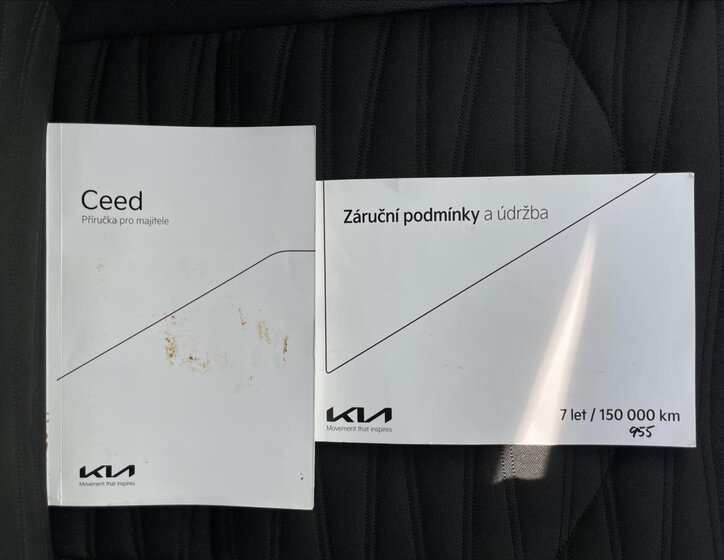 Ceed
Příručka pro majitele
KIA
Movement that inspires
Záruční podmínky a údržba
KIA
Movement that inspires
7 let / 150 000 km
955